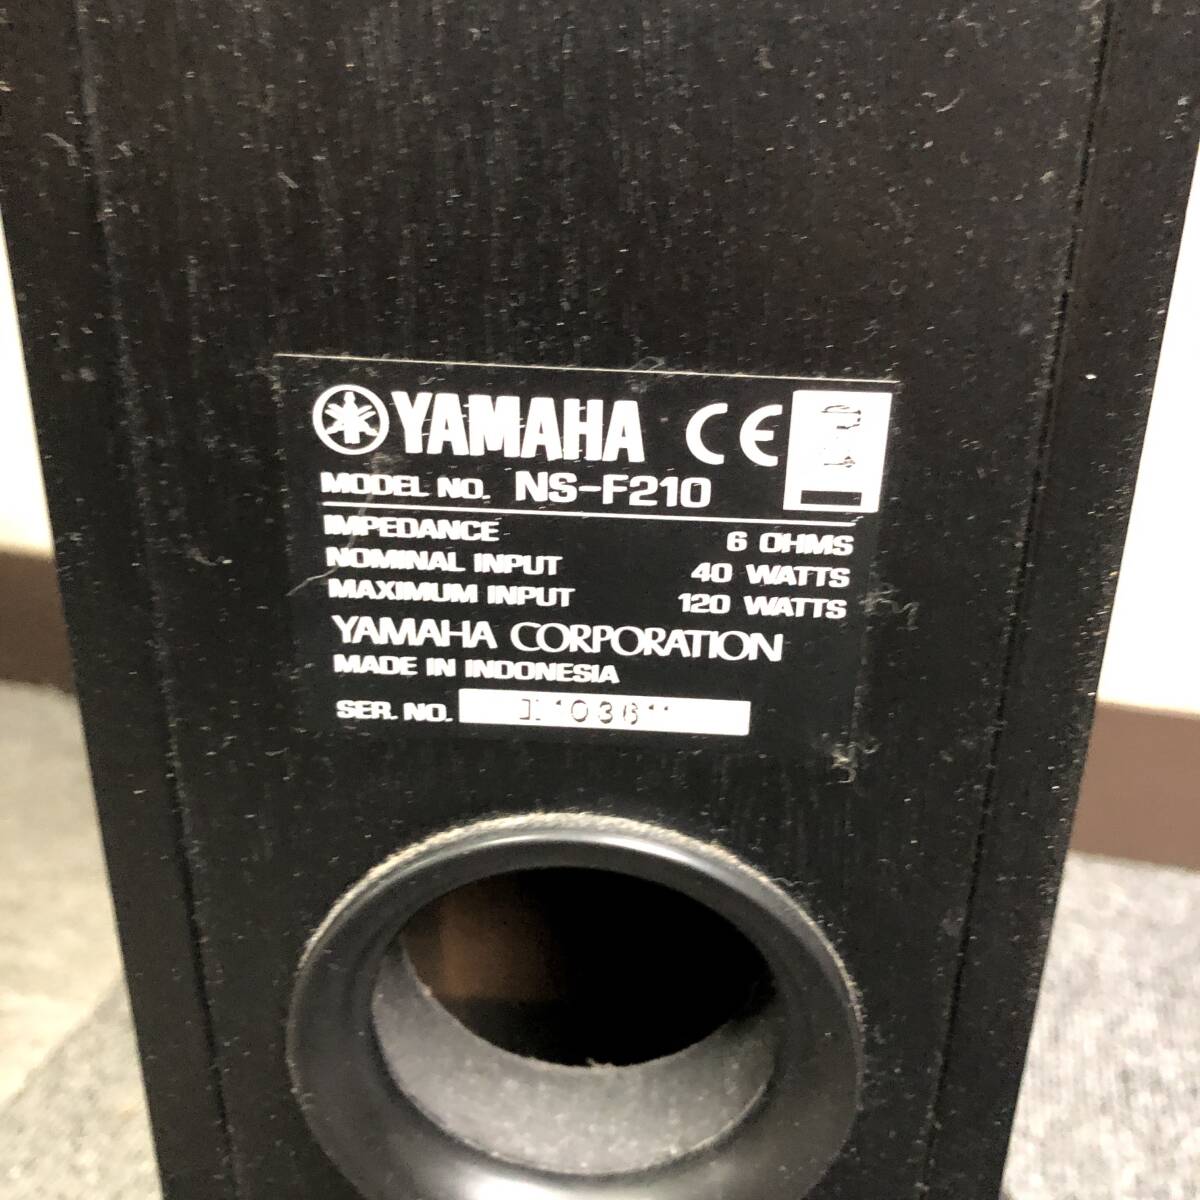 YAMAHA CE
MODEL NO. NS-F210
IMPEDANCE 6 OHMS
NOMINAL INPUT 40 WATTS
MAXIMUM INPUT 120 WATTS
YAMAHA CORPORATION
MADE IN INDONESIA
SER. NO.